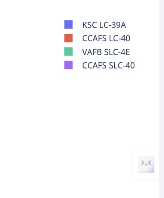 KSC LC-39A
CCAFS LC-40
VAFB SLC-4E
CCAFS SLC-40